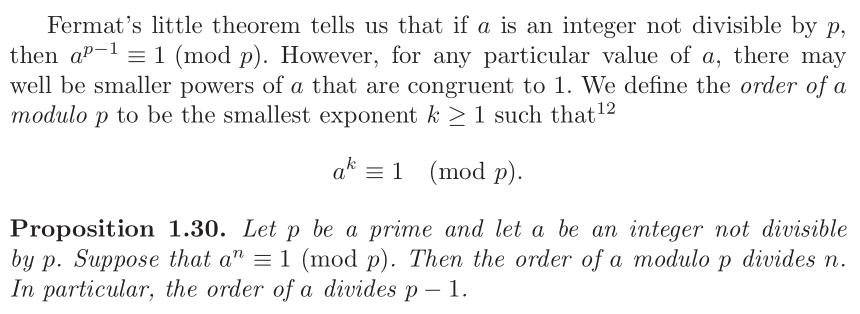 Fermat's little theorem tells us that if a is an integer not divisible by p,
then a^{p−1} ≡ 1 (mod p). However, for any particular value of a, there may
well be smaller powers of a that are congruent to 1. We define the order of a
modulo p to be the smallest exponent k ≥ 1 such that^{12}
a^k ≡ 1 (mod p).
Proposition 1.30. Let p be a prime and let a be an integer not divisible
by p. Suppose that a^n ≡ 1 (mod p). Then the order of a modulo p divides n.
In particular, the order of a divides p − 1.